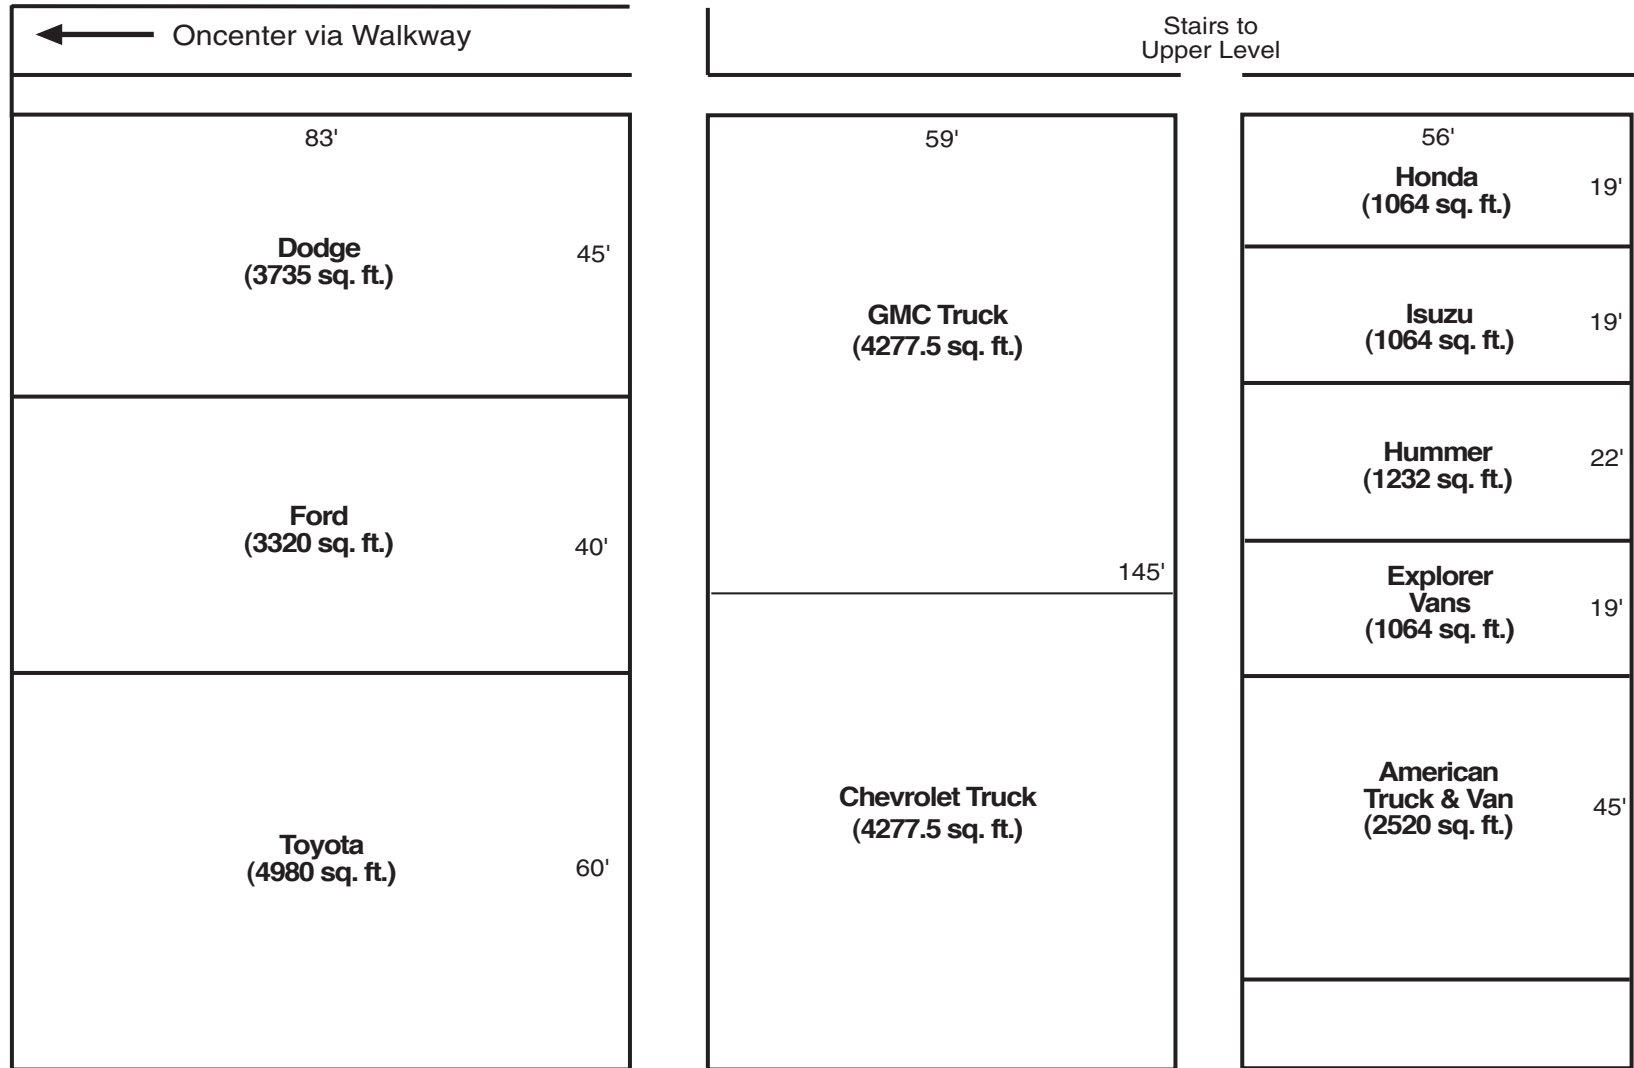 Oncenter via Walkway
Stairs to
Upper Level
83'
Dodge
(3735 sq. ft.)
45'
Ford
(3320 sq. ft.)
40'
Toyota
(4980 sq. ft.)
60'
59'
GMC Truck
(4277.5 sq. ft.)
145'
Chevrolet Truck
(4277.5 sq. ft.)
56'
Honda
(1064 sq. ft.)
19'
Isuzu
(1064 sq. ft.)
19'
Hummer
(1232 sq. ft.)
22'
Explorer
Vans
(1064 sq. ft.)
19'
American
Truck & Van
(2520 sq. ft.)
45'